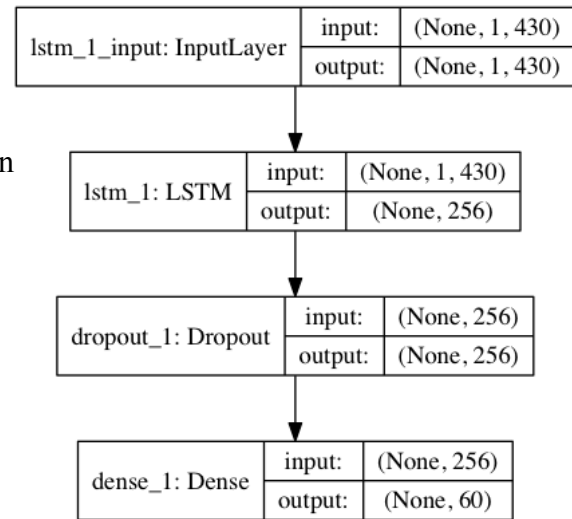 lstm_1_input: InputLayer
input: (None, 1, 430)
output: (None, 1, 430)
n
lstm_1: LSTM
input: (None, 1, 430)
output: (None, 256)
dropout_1: Dropout
input: (None, 256)
output: (None, 256)
dense_1: Dense
input: (None, 256)
output: (None, 60)